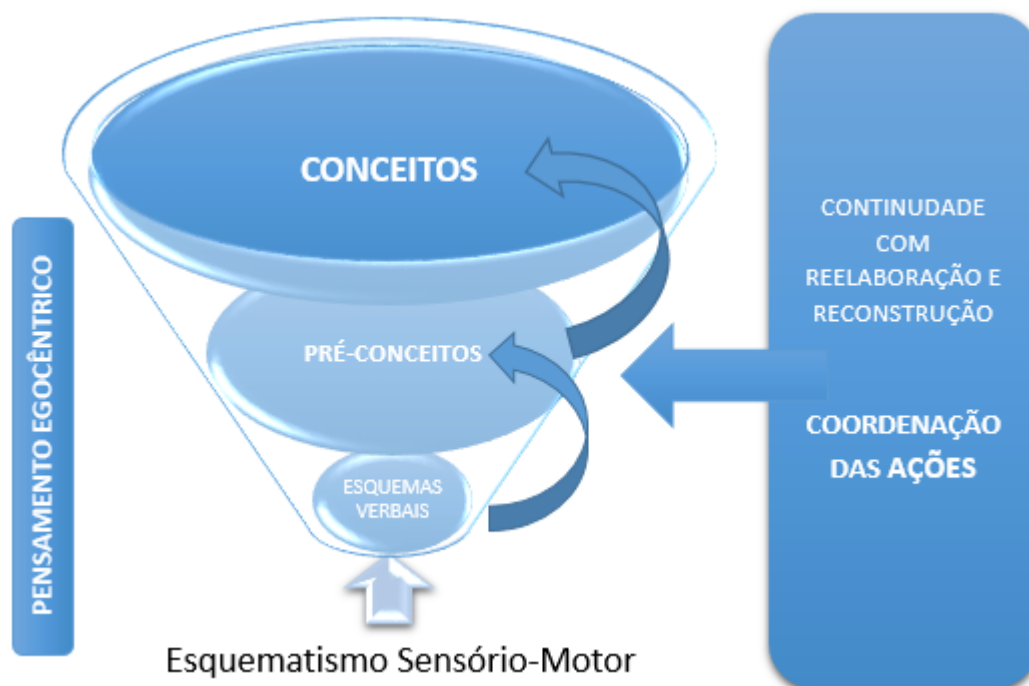 PENSAMENTO EGOCÊNTRICO
CONCEITOS
PRÉ-CONCEITOS
ESQUEMAS
VERBAIS
Esquematismo Sensório-Motor
CONTINUDADE
COM
REELABORAÇÃO E
RECONSTRUÇÃO
COORDENAÇÃO
DAS AÇÕES